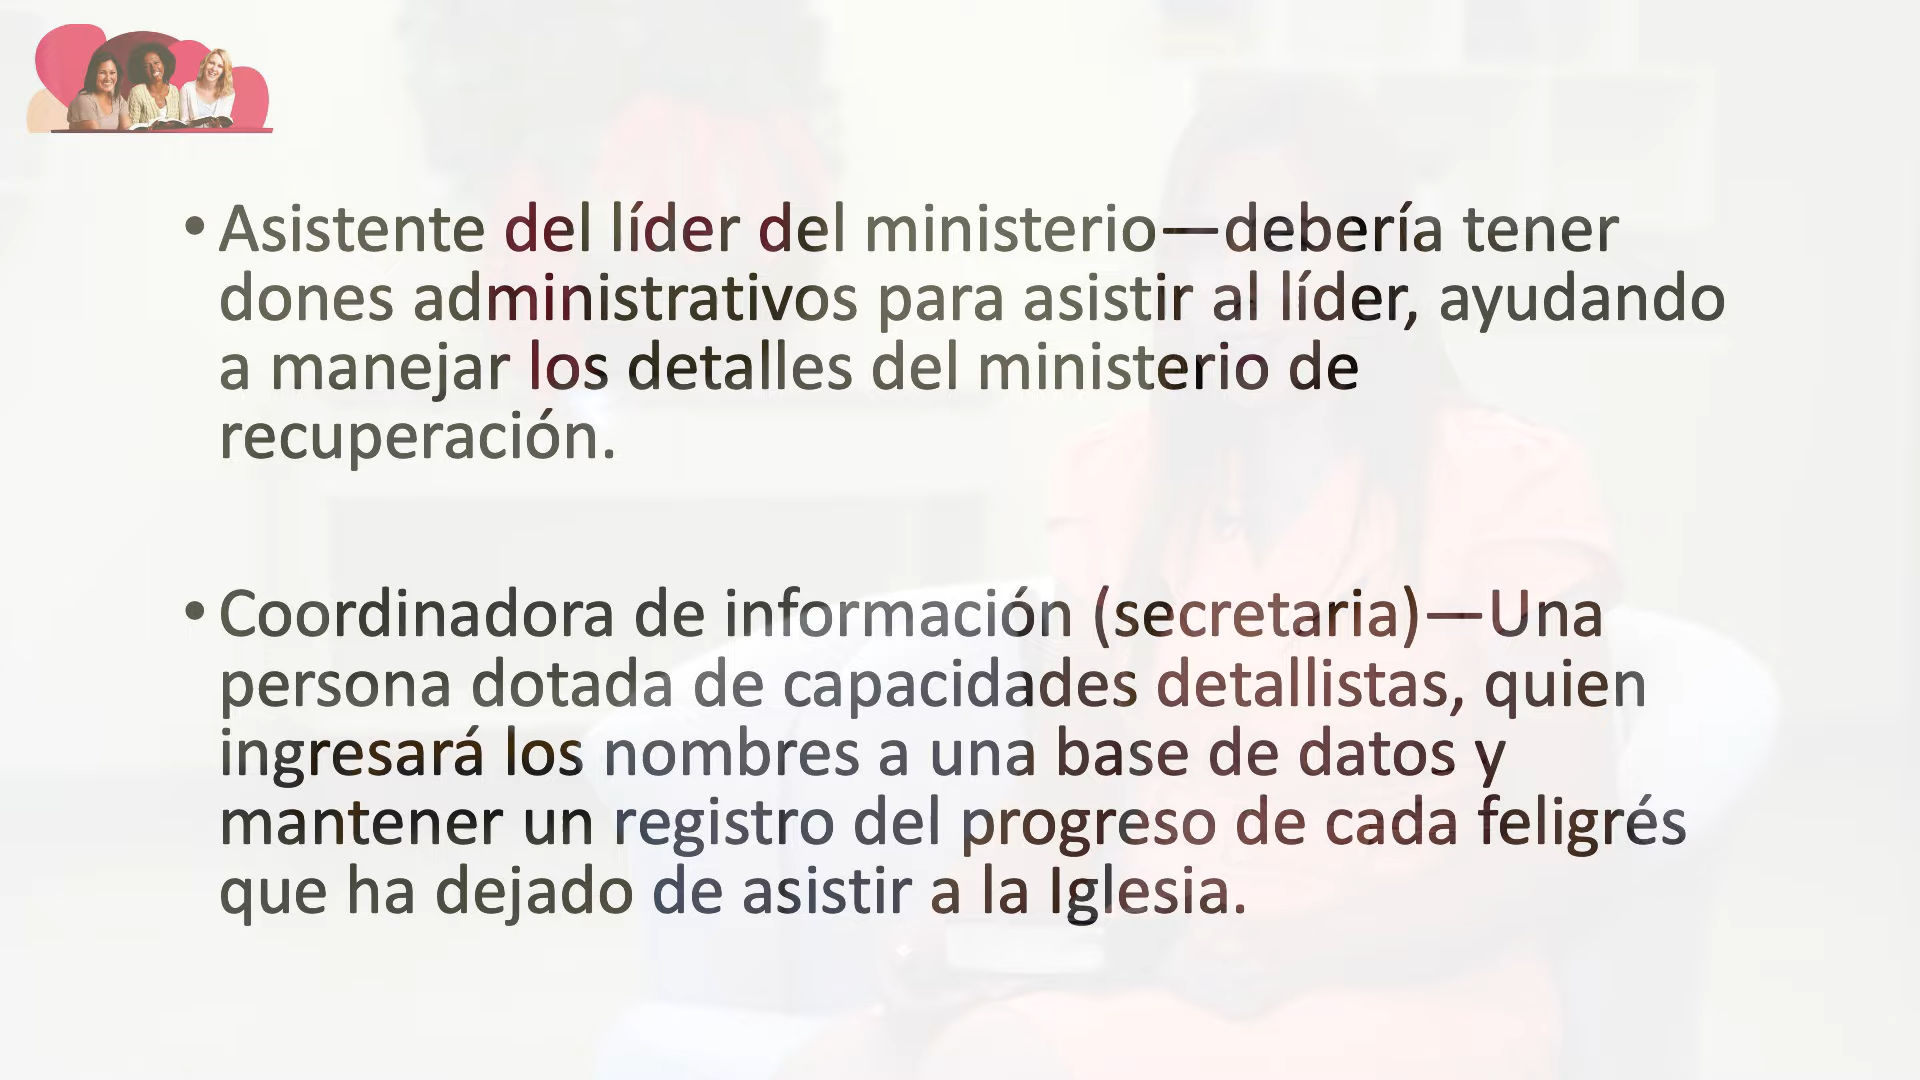 • Asistente del líder del ministerio—debería tener
dones administrativos para asistir al líder, ayudando
a manejar los detalles del ministerio de
recuperación.
• Coordinadora de información (secretaria)—Una
persona dotada de capacidades detallistas, quien
ingresará los nombres a una base de datos y
mantener un registro del progreso de cada feligrés
que ha dejado de asistir a la Iglesia.